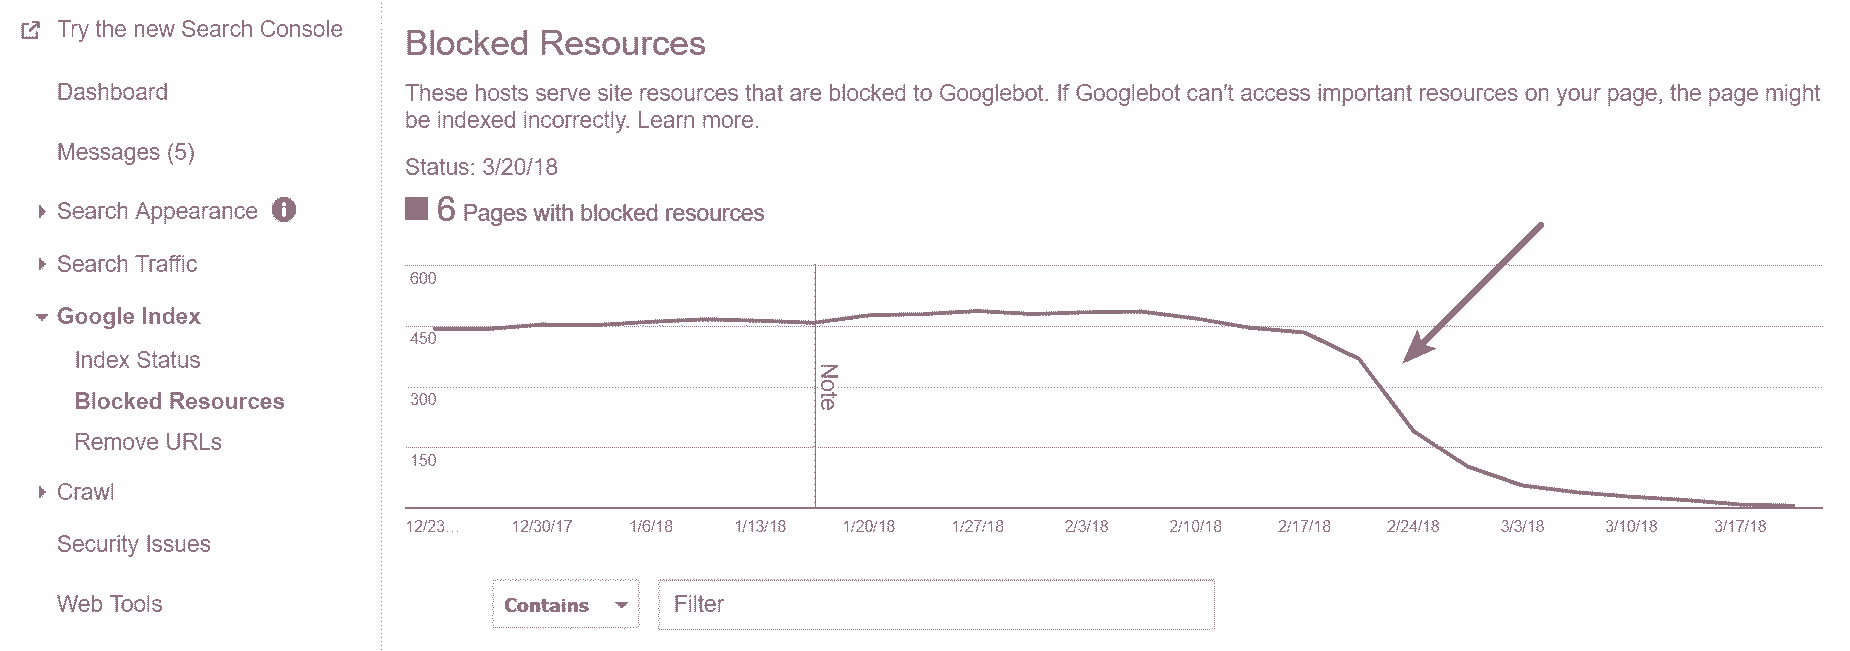 Try the new Search Console
Dashboard
Messages (5)
Search Appearance
Search Traffic
Google Index
Index Status
Blocked Resources
Remove URLs
Crawl
Security Issues
Web Tools
Blocked Resources
These hosts serve site resources that are blocked to Googlebot. If Googlebot can't access important resources on your page, the page might
be indexed incorrectly. Learn more.
Status: 3/20/18
6 Pages with blocked resources
600
450
300
150
Note
12/23... 12/30/17 1/6/18 1/13/18 1/20/18 1/27/18 2/3/18 2/10/18 2/17/18 2/24/18 3/3/18 3/10/18 3/17/18
Contains Filter